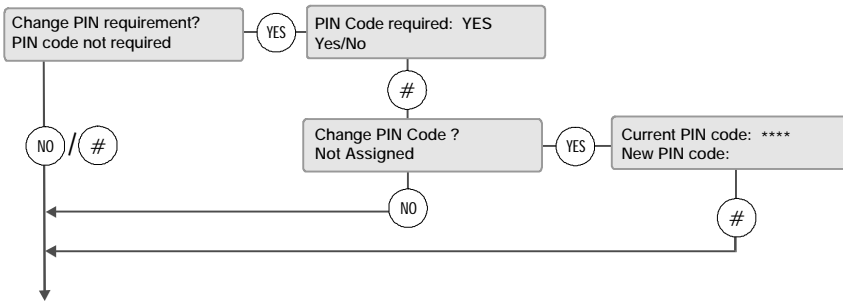 Change PIN requirement?
PIN code not required
YES
PIN Code required: YES
Yes/No
#
NO / #
Change PIN Code ?
Not Assigned
YES
Current PIN code: ****
New PIN code:
NO
#